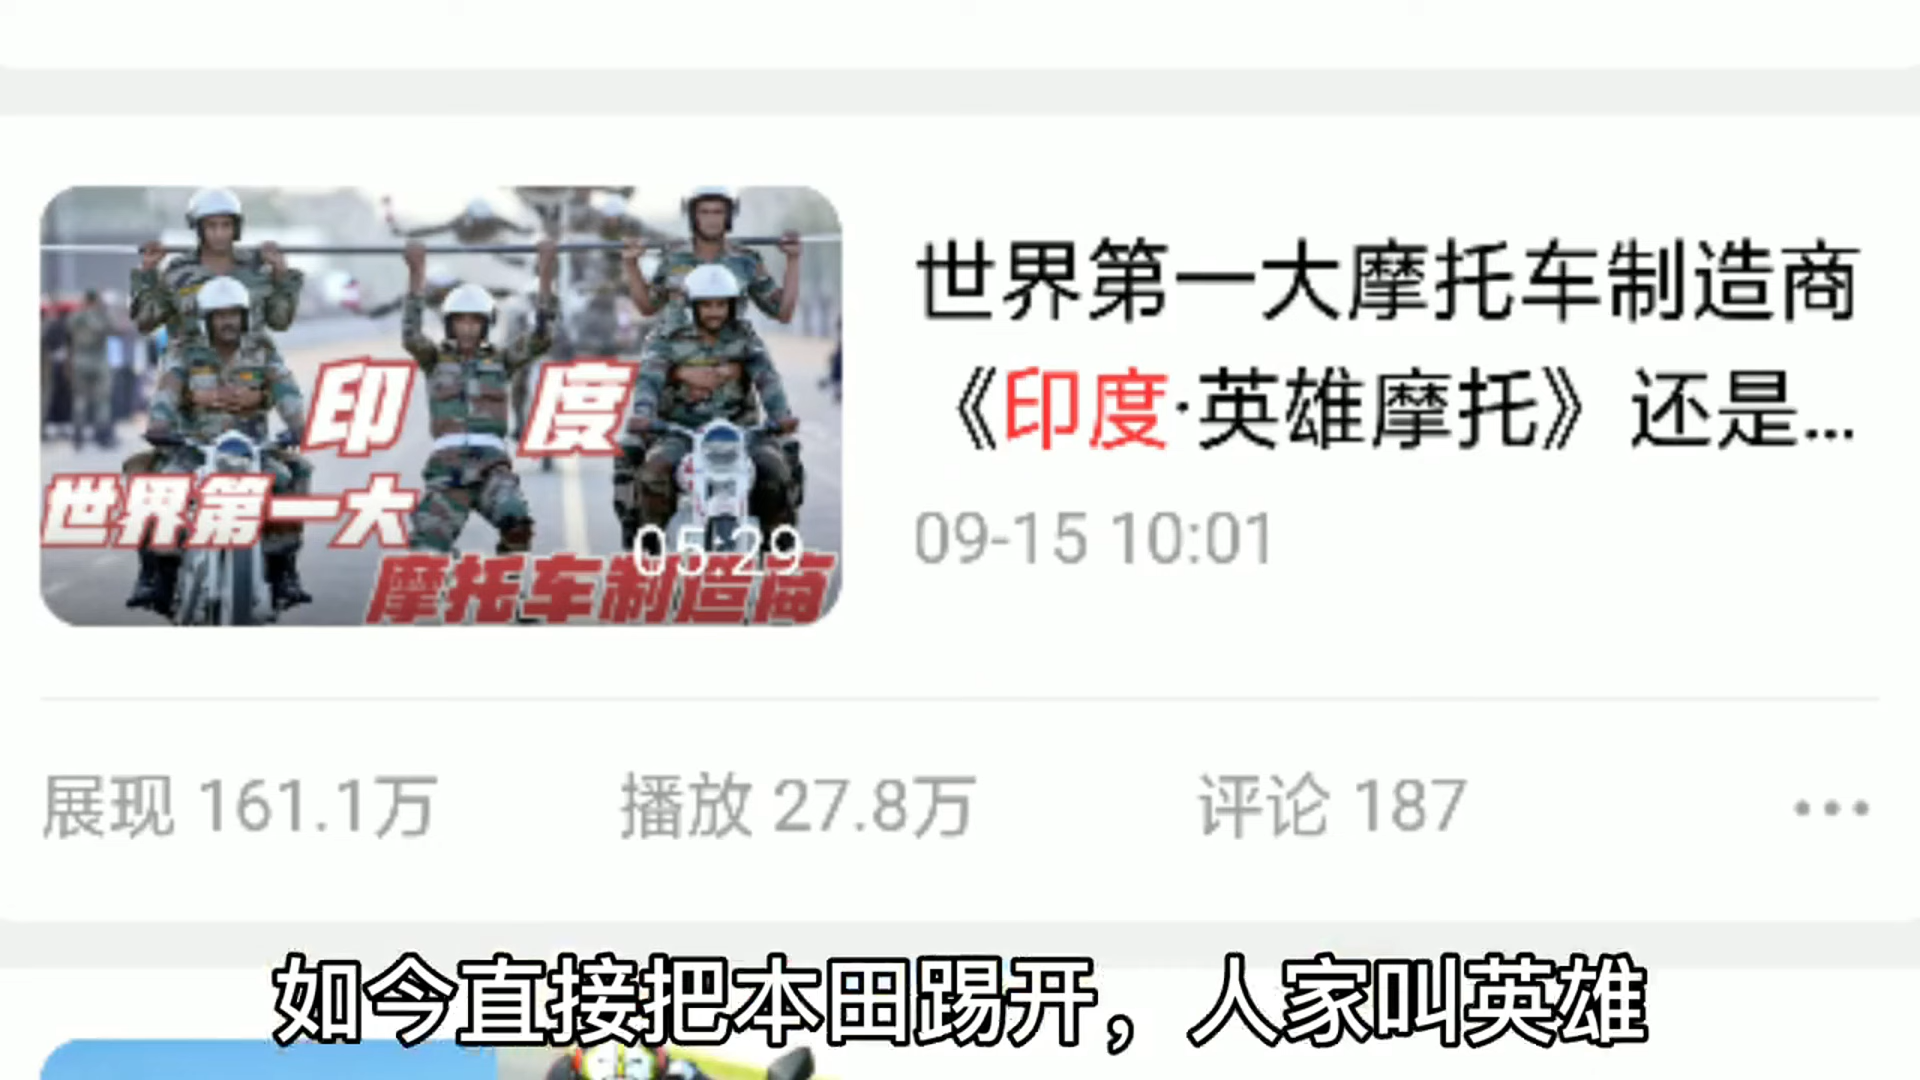 印 度
世界第一大
05:29
摩托车制造商
世界第一大摩托车制造商
《印度·英雄摩托》还是...
09-15 10:01
展现 161.1万
播放 27.8万
评论 187
如今直接把本田踢开，人家叫英雄